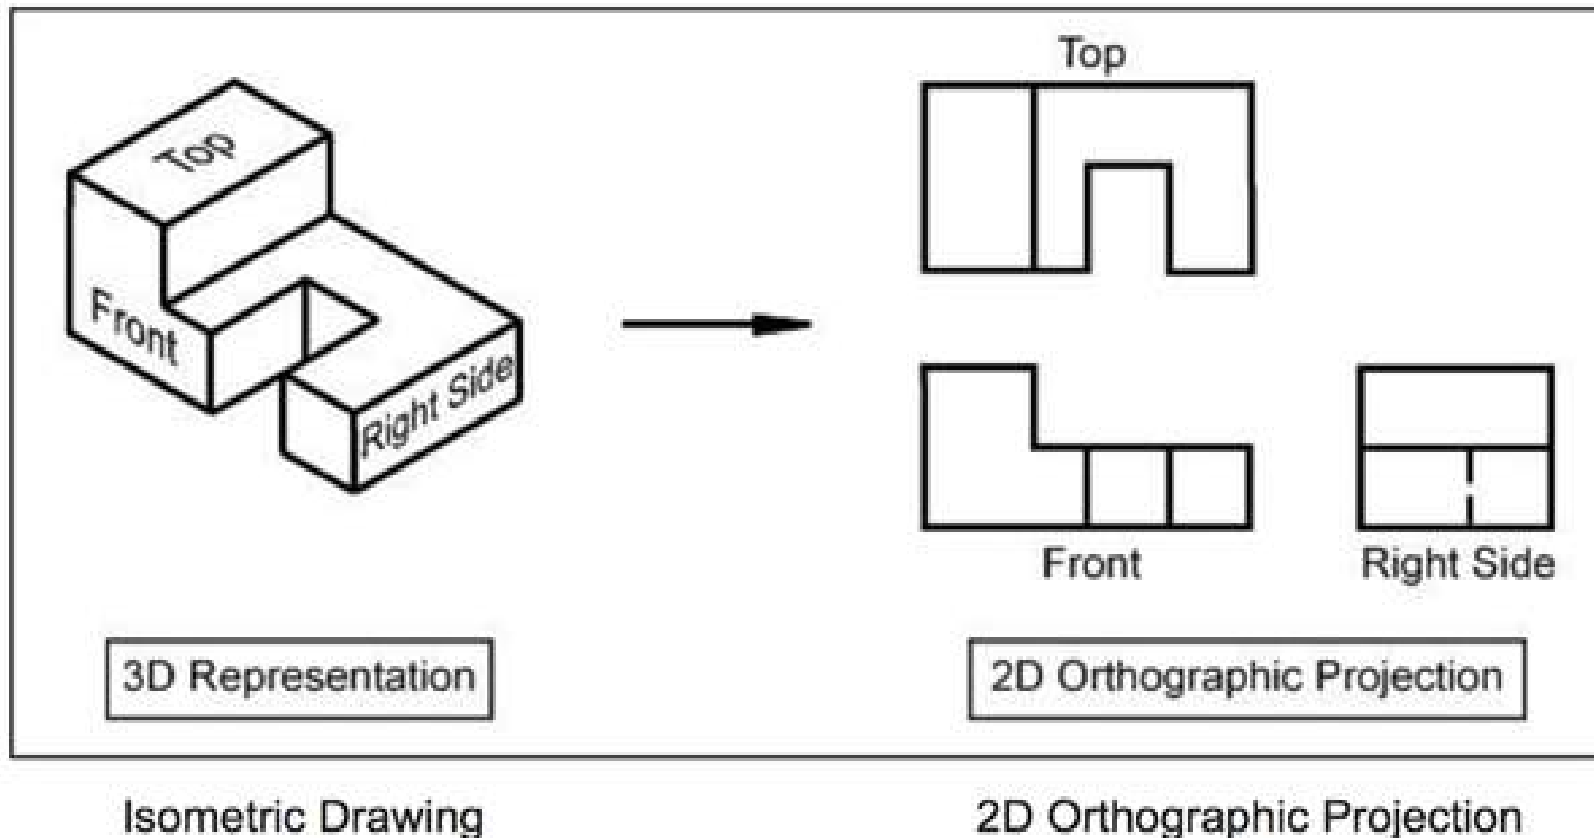 Top
Front
Right Side
3D Representation
Top
Front
Right Side
2D Orthographic Projection
Isometric Drawing
2D Orthographic Projection